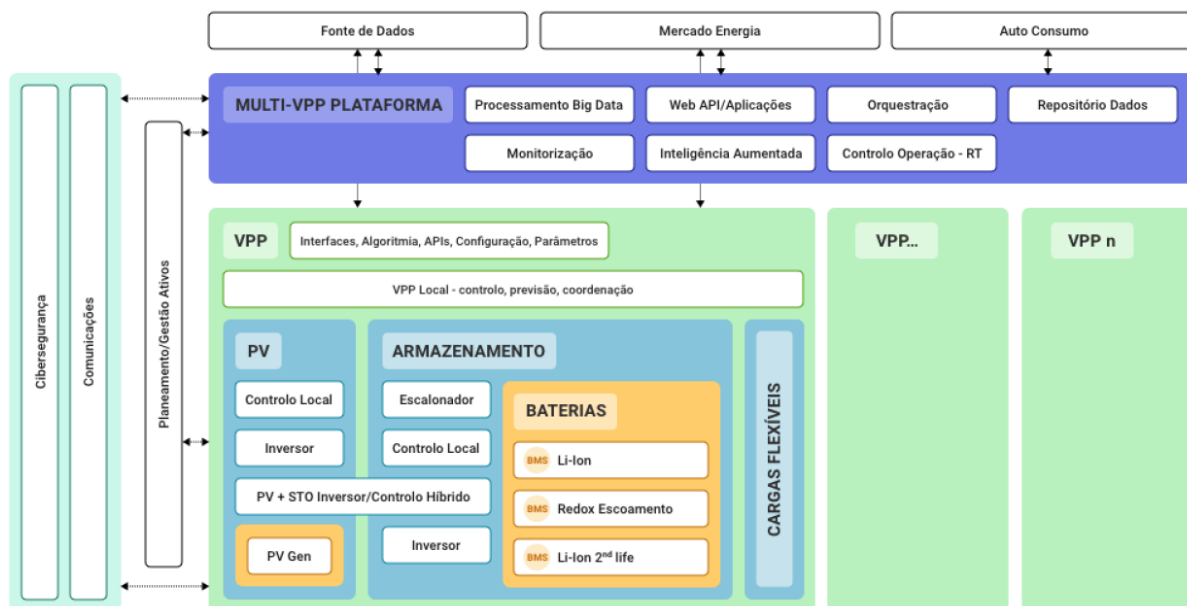 Fonte de Dados
Mercado Energia
Auto Consumo
Cibersegurança
Comunicações
Planeamento/Gestão Ativos
MULTI-VPP PLATAFORMA
Processamento Big Data
Web API/Aplicações
Orquestração
Repositório Dados
Monitorização
Inteligência Aumentada
Controlo Operação - RT
VPP
Interfaces, Algoritmia, APIs, Configuração, Parâmetros
VPP Local - controlo, previsão, coordenação
PV
Controlo Local
Inversor
PV + STO Inversor/Controlo Híbrido
PV Gen
ARMAZENAMENTO
Escalonador
Controlo Local
Inversor
BATERIAS
BMS Li-Ion
BMS Redox Escoamento
BMS Li-Ion 2nd life
CARGAS FLEXÍVEIS
VPP...
VPP n